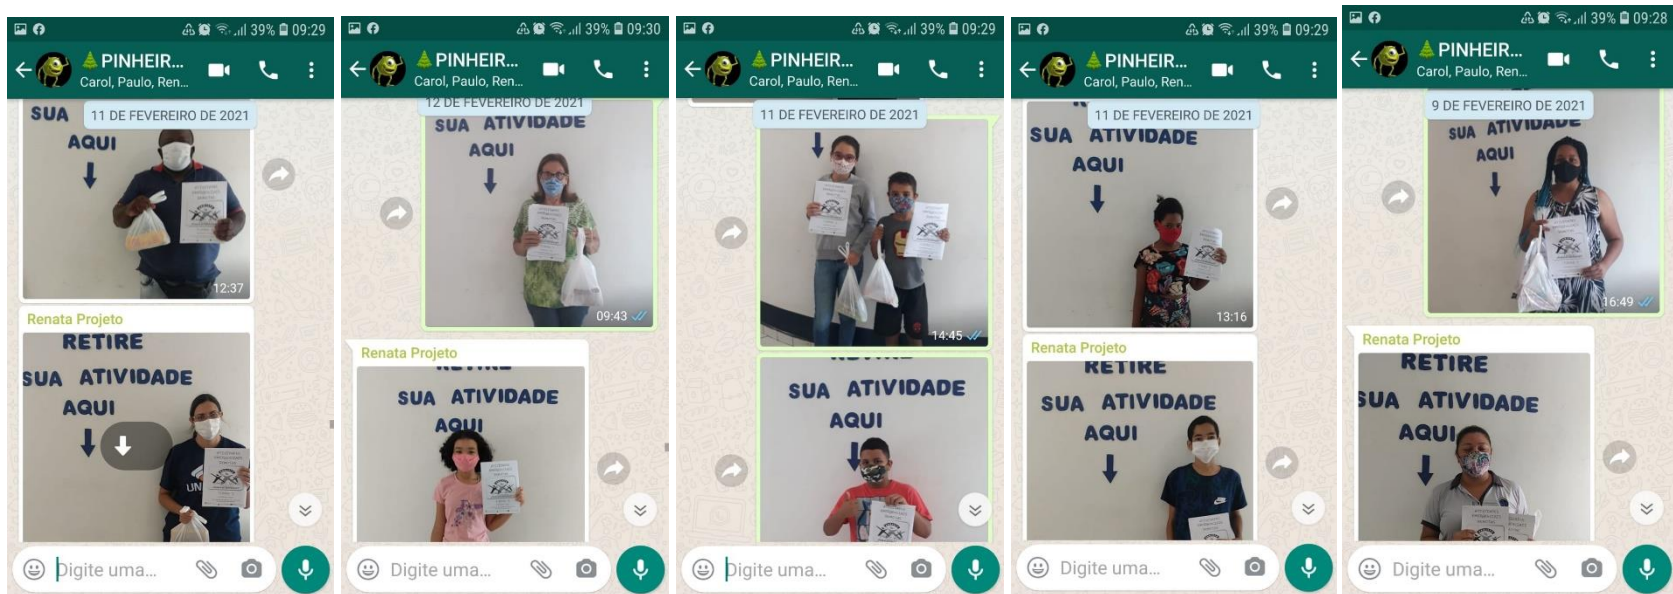 39% 09:29
PINHEIR...
Carol, Paulo, Ren...
11 DE FEVEREIRO DE 2021
SUA
AQUI
12:37
Renata Projeto
RETIRE
SUA ATIVIDADE
AQUI
UN
Digite uma...
39% 09:30
PINHEIR...
Carol, Paulo, Ren...
12 DE FEVEREIRO DE 2021
SUA ATIVIDADE
AQUI
09:43
Renata Projeto
SUA ATIVIDADE
AQUI
Digite uma...
39% 09:29
PINHEIR...
Carol, Paulo, Ren...
11 DE FEVEREIRO DE 2021
14:45
RETIRE
SUA ATIVIDADE
AQUI
Digite uma...
39% 09:29
PINHEIR...
Carol, Paulo, Ren...
11 DE FEVEREIRO DE 2021
SUA ATIVIDADE
AQUI
13:16
Renata Projeto
RETIRE
SUA ATIVIDADE
AQUI
Digite uma...
39% 09:28
PINHEIR...
Carol, Paulo, Ren...
9 DE FEVEREIRO DE 2021
SUA ATIVIDADE
AQUI
16:49
Renata Projeto
RETIRE
SUA ATIVIDADE
AQUI
Digite uma...